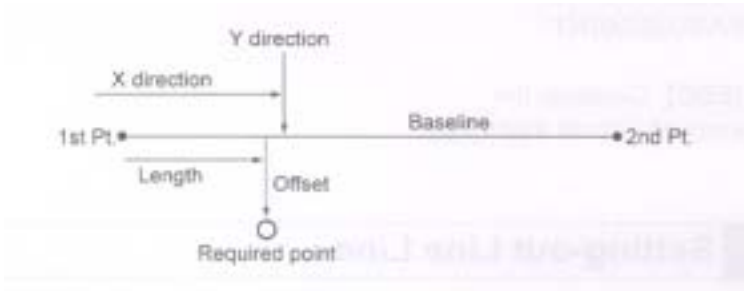 Y direction
X direction
1st Pt. Baseline 2nd Pt.
Length
Offset
Required point